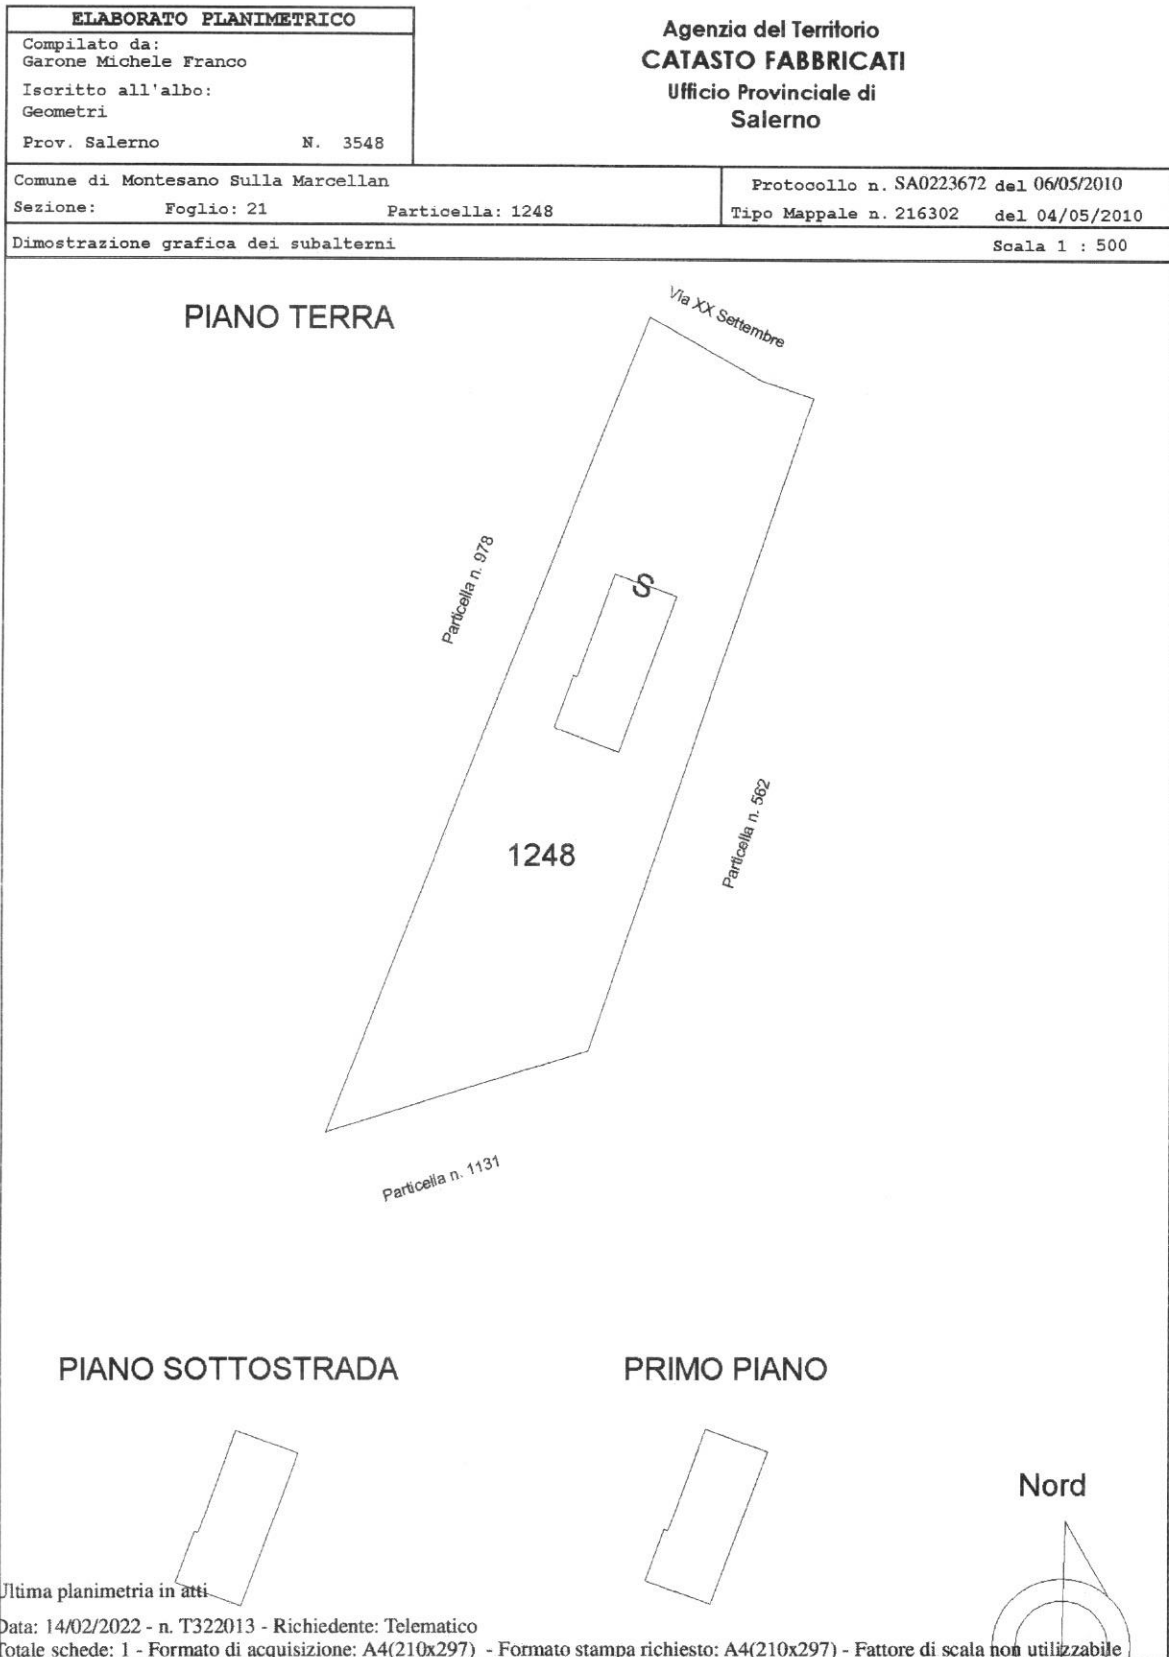 ELABORATO PLANIMETRICO
Compilato da:
Garone Michele Franco
Iscritto all'albo:
Geometri
Prov. Salerno N. 3548
Agenzia del Territorio
CATASTO FABBRICATI
Ufficio Provinciale di
Salerno
Comune di Montesano Sulla Marcellan
Sezione: Foglio: 21 Particella: 1248
Protocollo n. SA0223672 del 06/05/2010
Tipo Mappale n. 216302 del 04/05/2010
Dimostrazione grafica dei subalterni Scala 1 : 500
PIANO TERRA
Via XX Settembre
Particella n. 978
S
Particella n. 562
1248
Particella n. 1131
PIANO SOTTOSTRADA
PRIMO PIANO
Nord
Ultima planimetria in atti
Data: 14/02/2022 - n. T322013 - Richiedente: Telematico
Totale schede: 1 - Formato di acquisizione: A4(210x297) - Formato stampa richiesto: A4(210x297) - Fattore di scala non utilizzabile